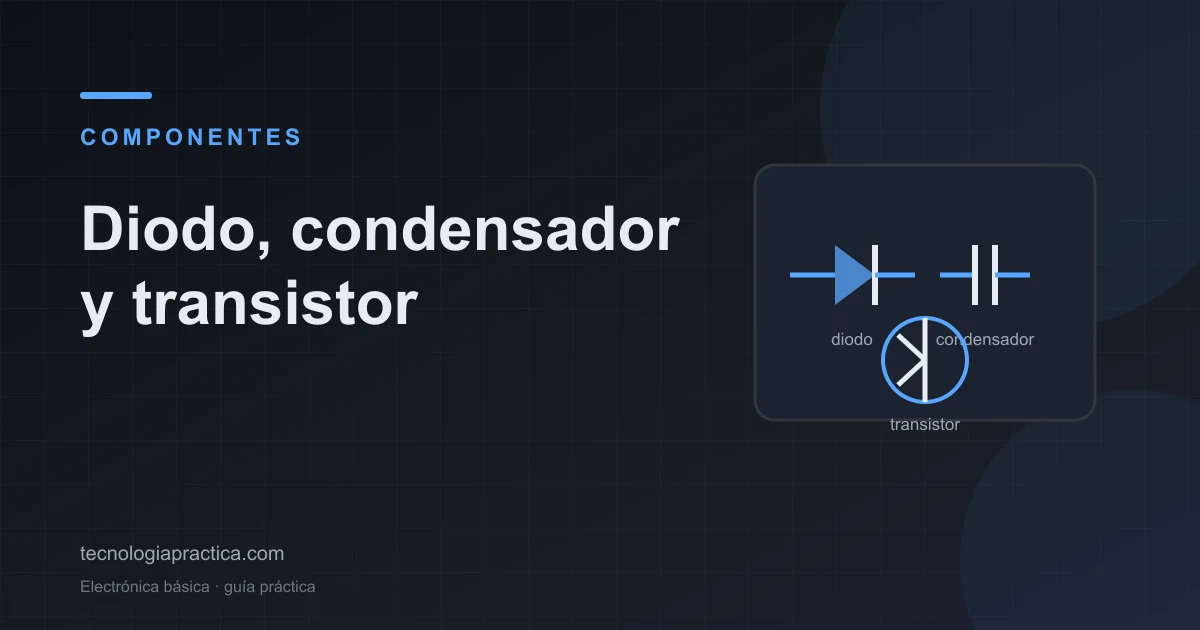 COMPONENTES
Diodo, condensador
y transistor
diodo
condensador
transistor
tecnologiapractica.com
Electrónica básica · guía práctica